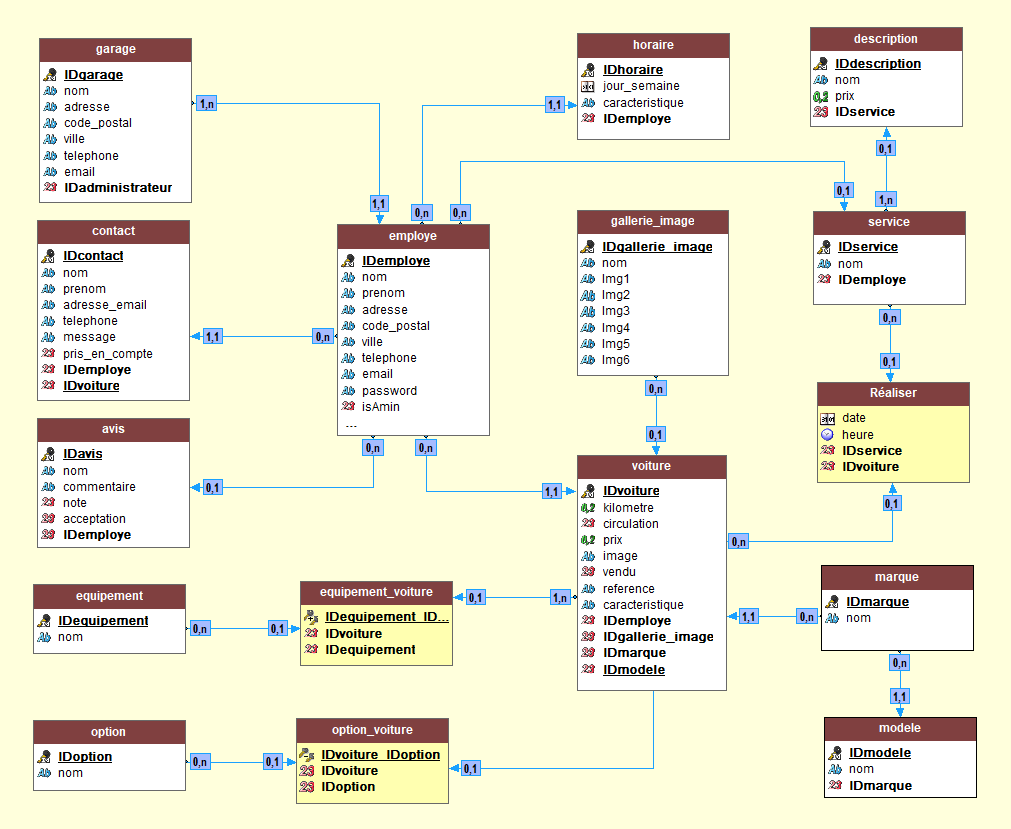 garage
IDgarage
nom
adresse
code_postal
ville
telephone
email
IDadministrateur
1,n
1,1
horaire
IDhoraire
jour_semaine
caracteristique
IDemploye
1,1
0,n
0,n
0,1
description
IDdescription
nom
prix
IDservice
0,1
1,n
contact
IDcontact
nom
prenom
adresse_email
telephone
message
pris_en_compte
IDemploye
IDvoiture
1,1
0,n
employe
IDemploye
nom
prenom
adresse
code_postal
ville
telephone
email
password
isAmin
...
gallerie_image
IDgallerie_image
nom
Img1
Img2
Img3
Img4
Img5
Img6
0,n
0,1
service
IDservice
nom
IDemploye
0,n
0,1
Réaliser
date
heure
IDservice
IDvoiture
0,1
avis
IDavis
nom
commentaire
note
acceptation
IDemploye
0,1
0,n
0,n
1,1
voiture
IDvoiture
kilometre
circulation
prix
image
vendu
reference
caracteristique
IDemploye
IDgallerie_image
IDmarque
IDmodele
0,n
equipement
IDequipement
nom
0,n
0,1
equipement_voiture
IDequipement_ID...
IDvoiture
IDequipement
0,1
1,n
marque
IDmarque
nom
1,1
0,n
0,n
1,1
option
IDoption
nom
0,n
0,1
option_voiture
IDvoiture_IDoption
IDvoiture
IDoption
0,1
modele
IDmodele
nom
IDmarque